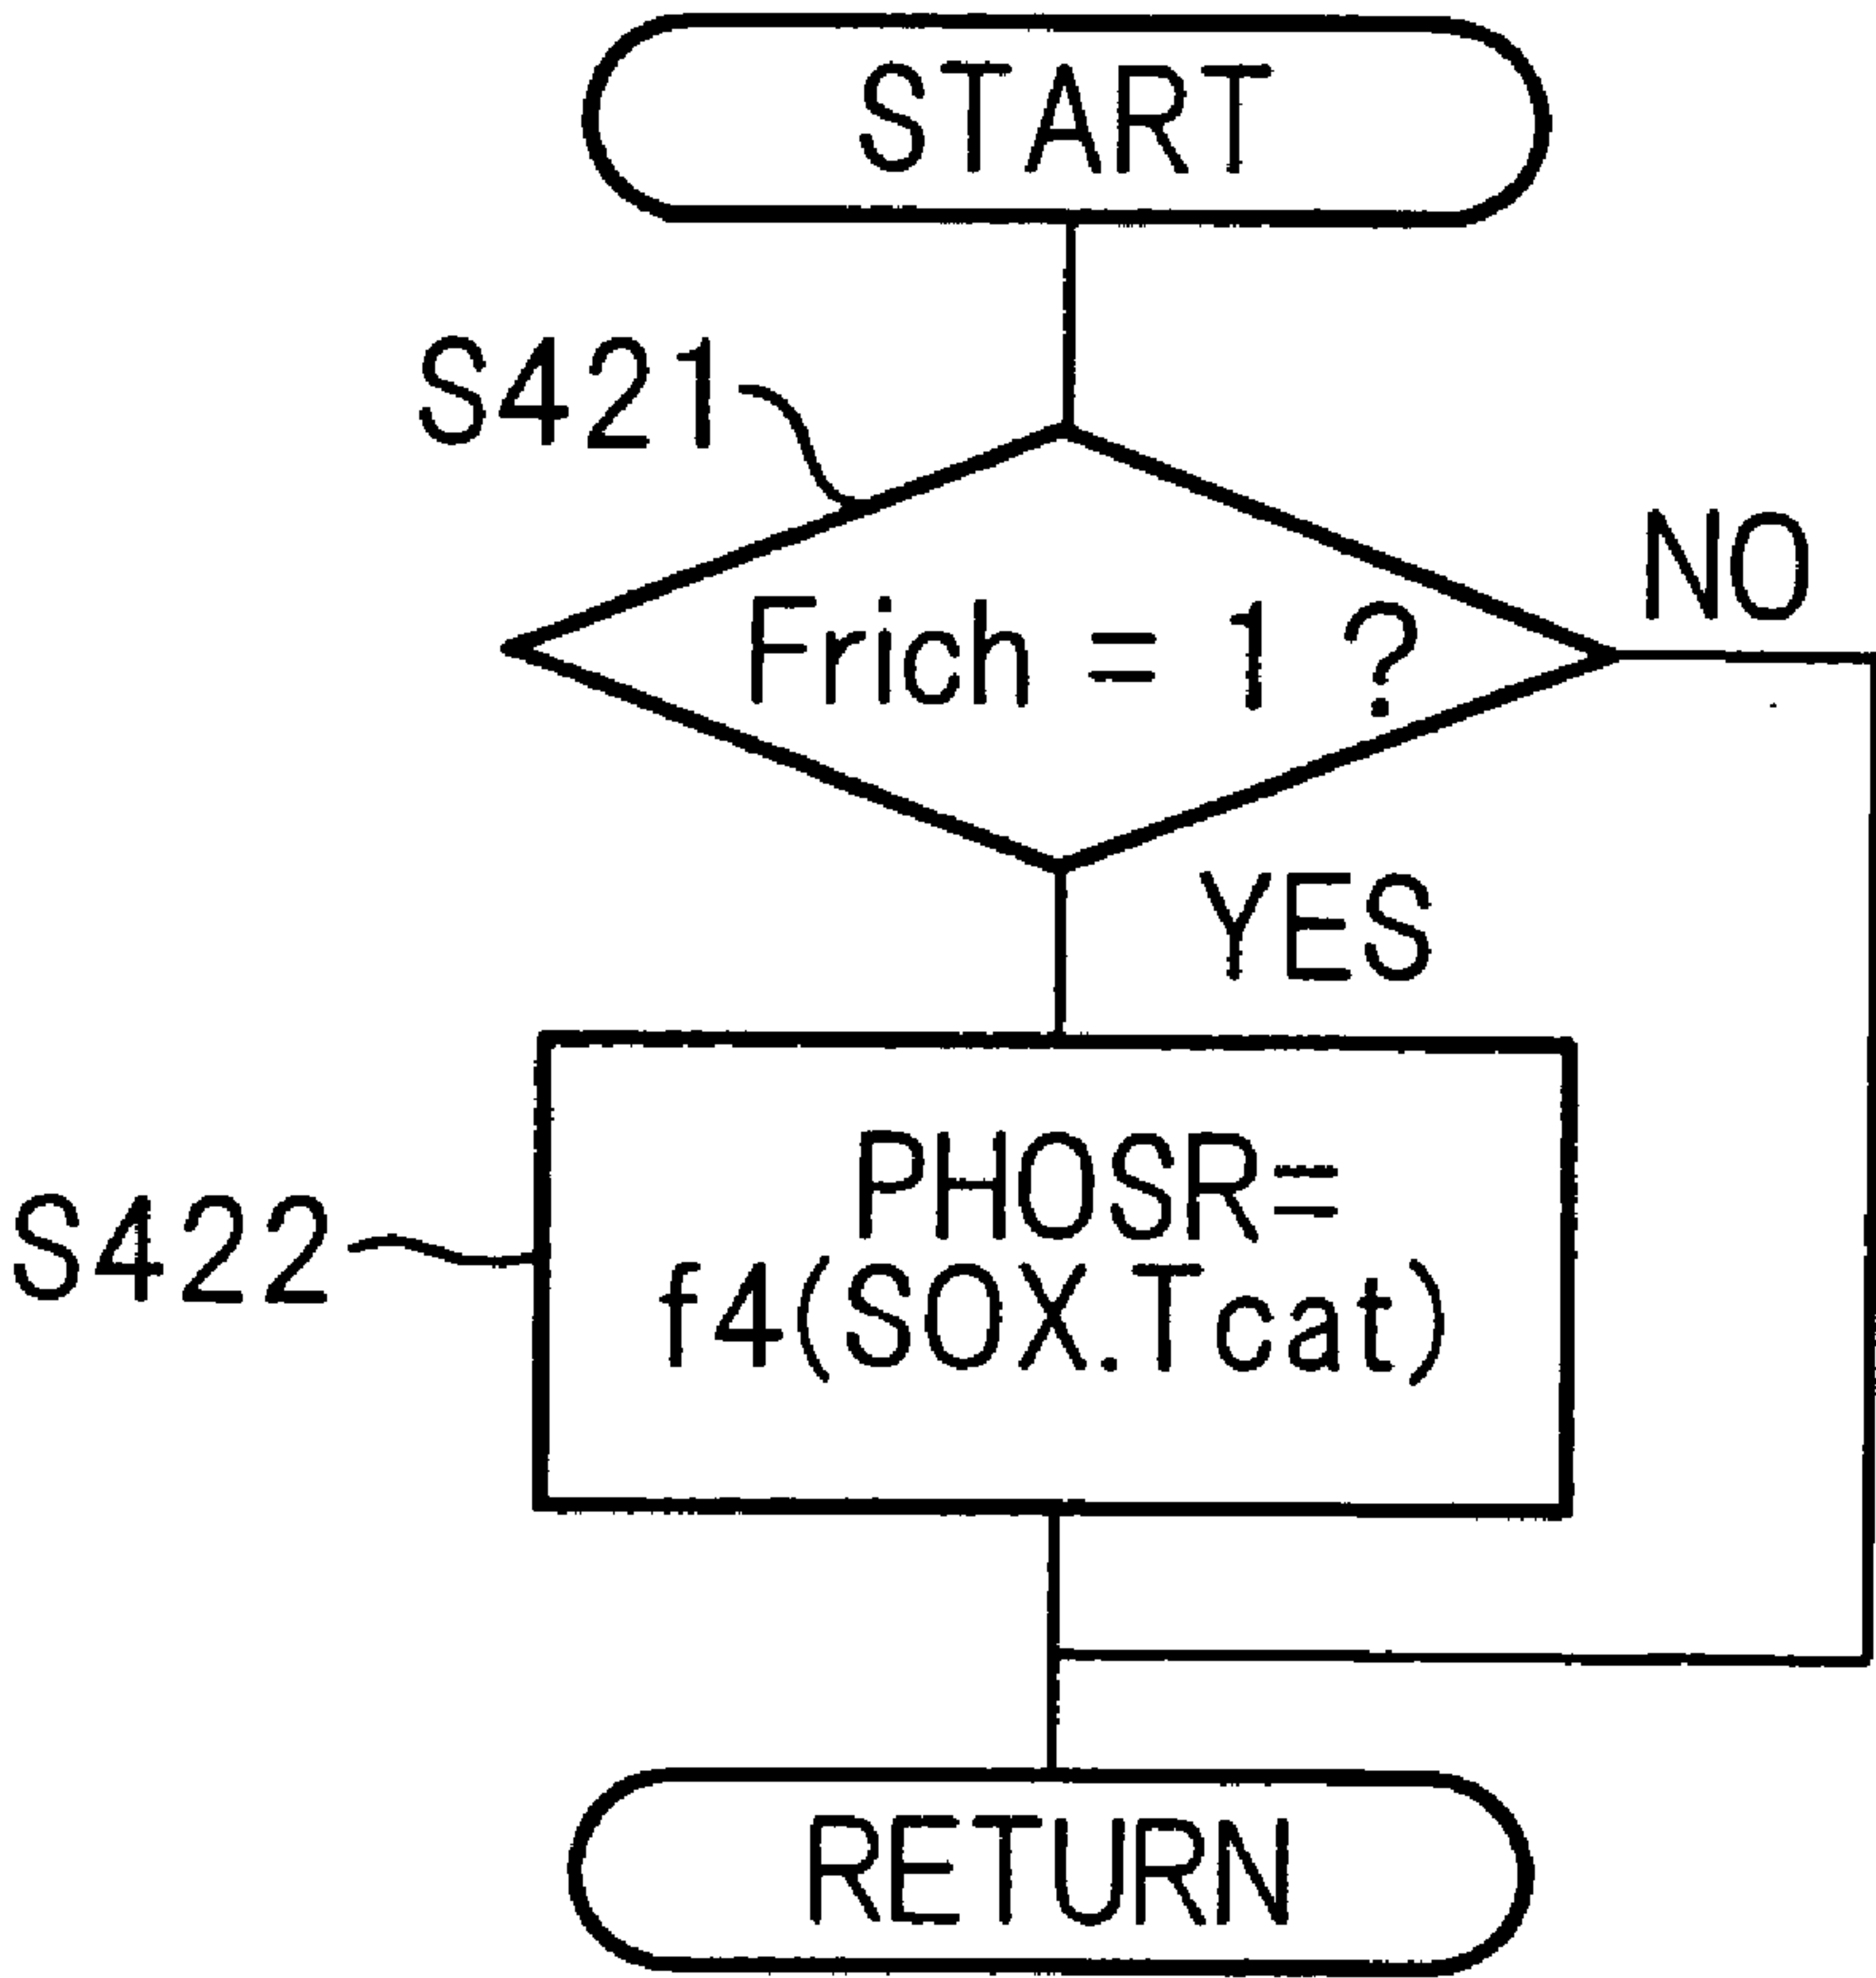 START
S421
Frich = 1 ?
NO
YES
S422
PHOSR=
f4(SOX.Tcat)
RETURN